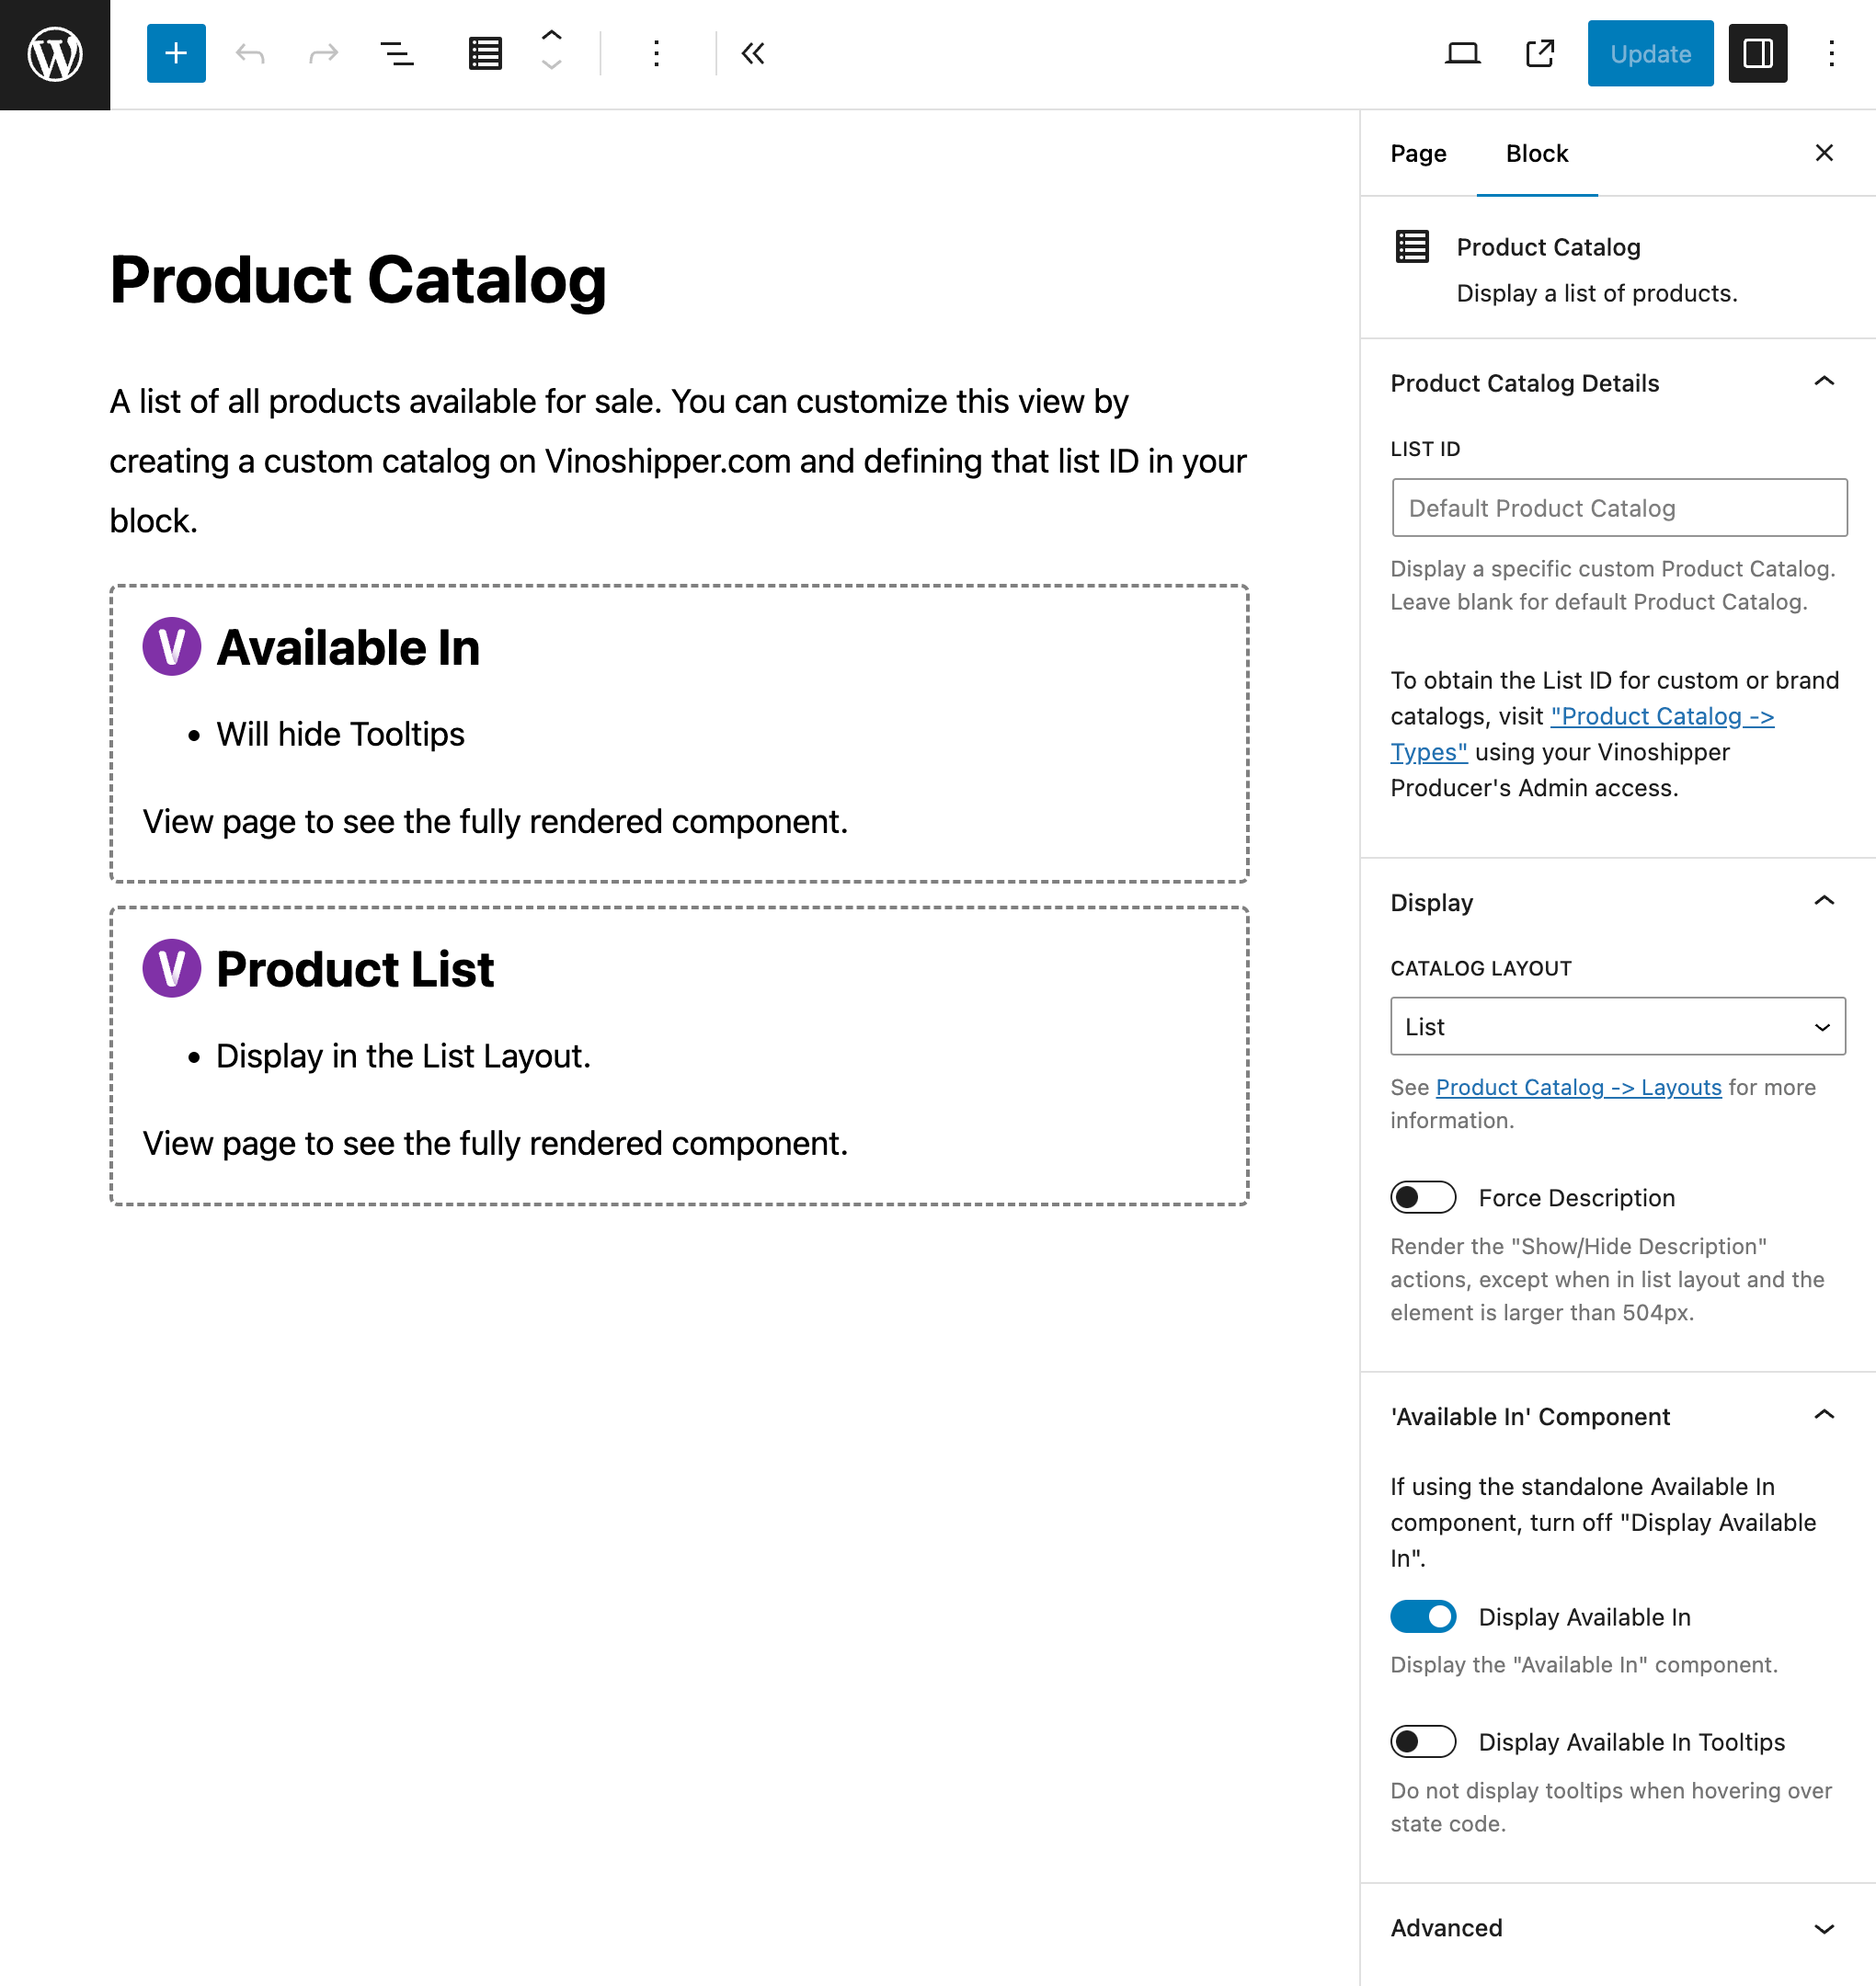 Update
Product Catalog
A list of all products available for sale. You can customize this view by
creating a custom catalog on Vinoshipper.com and defining that list ID in your
block.
Available In
• Will hide Tooltips
View page to see the fully rendered component.
Product List
• Display in the List Layout.
View page to see the fully rendered component.
Page Block
Product Catalog
Display a list of products.
Product Catalog Details
LIST ID
Default Product Catalog
Display a specific custom Product Catalog.
Leave blank for default Product Catalog.
To obtain the List ID for custom or brand
catalogs, visit "Product Catalog ->
Types" using your Vinoshipper
Producer's Admin access.
Display
CATALOG LAYOUT
List
See Product Catalog -> Layouts for more
information.
Force Description
Render the "Show/Hide Description"
actions, except when in list layout and the
element is larger than 504px.
'Available In' Component
If using the standalone Available In
component, turn off "Display Available
In".
Display Available In
Display the "Available In" component.
Display Available In Tooltips
Do not display tooltips when hovering over
state code.
Advanced